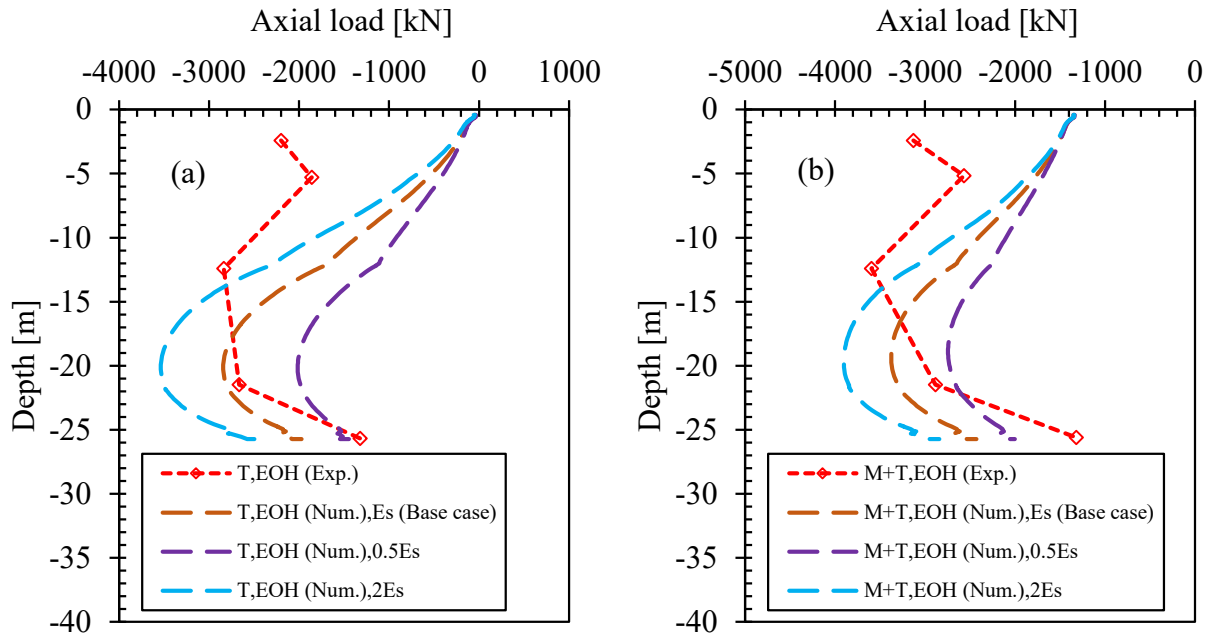 Axial load [kN]
-4000 -3000 -2000 -1000 0 1000
0
-5
-10
-15
-20
-25
-30
-35
-40
Depth [m]
(a)
T,EOH (Exp.)
T,EOH (Num.),Es (Base case)
T,EOH (Num.),0.5Es
T,EOH (Num.),2Es
Axial load [kN]
-5000 -4000 -3000 -2000 -1000 0
0
-5
-10
-15
-20
-25
-30
-35
-40
Depth [m]
(b)
M+T,EOH (Exp.)
M+T,EOH (Num.),Es (Base case)
M+T,EOH (Num.),0.5Es
M+T,EOH (Num.),2Es